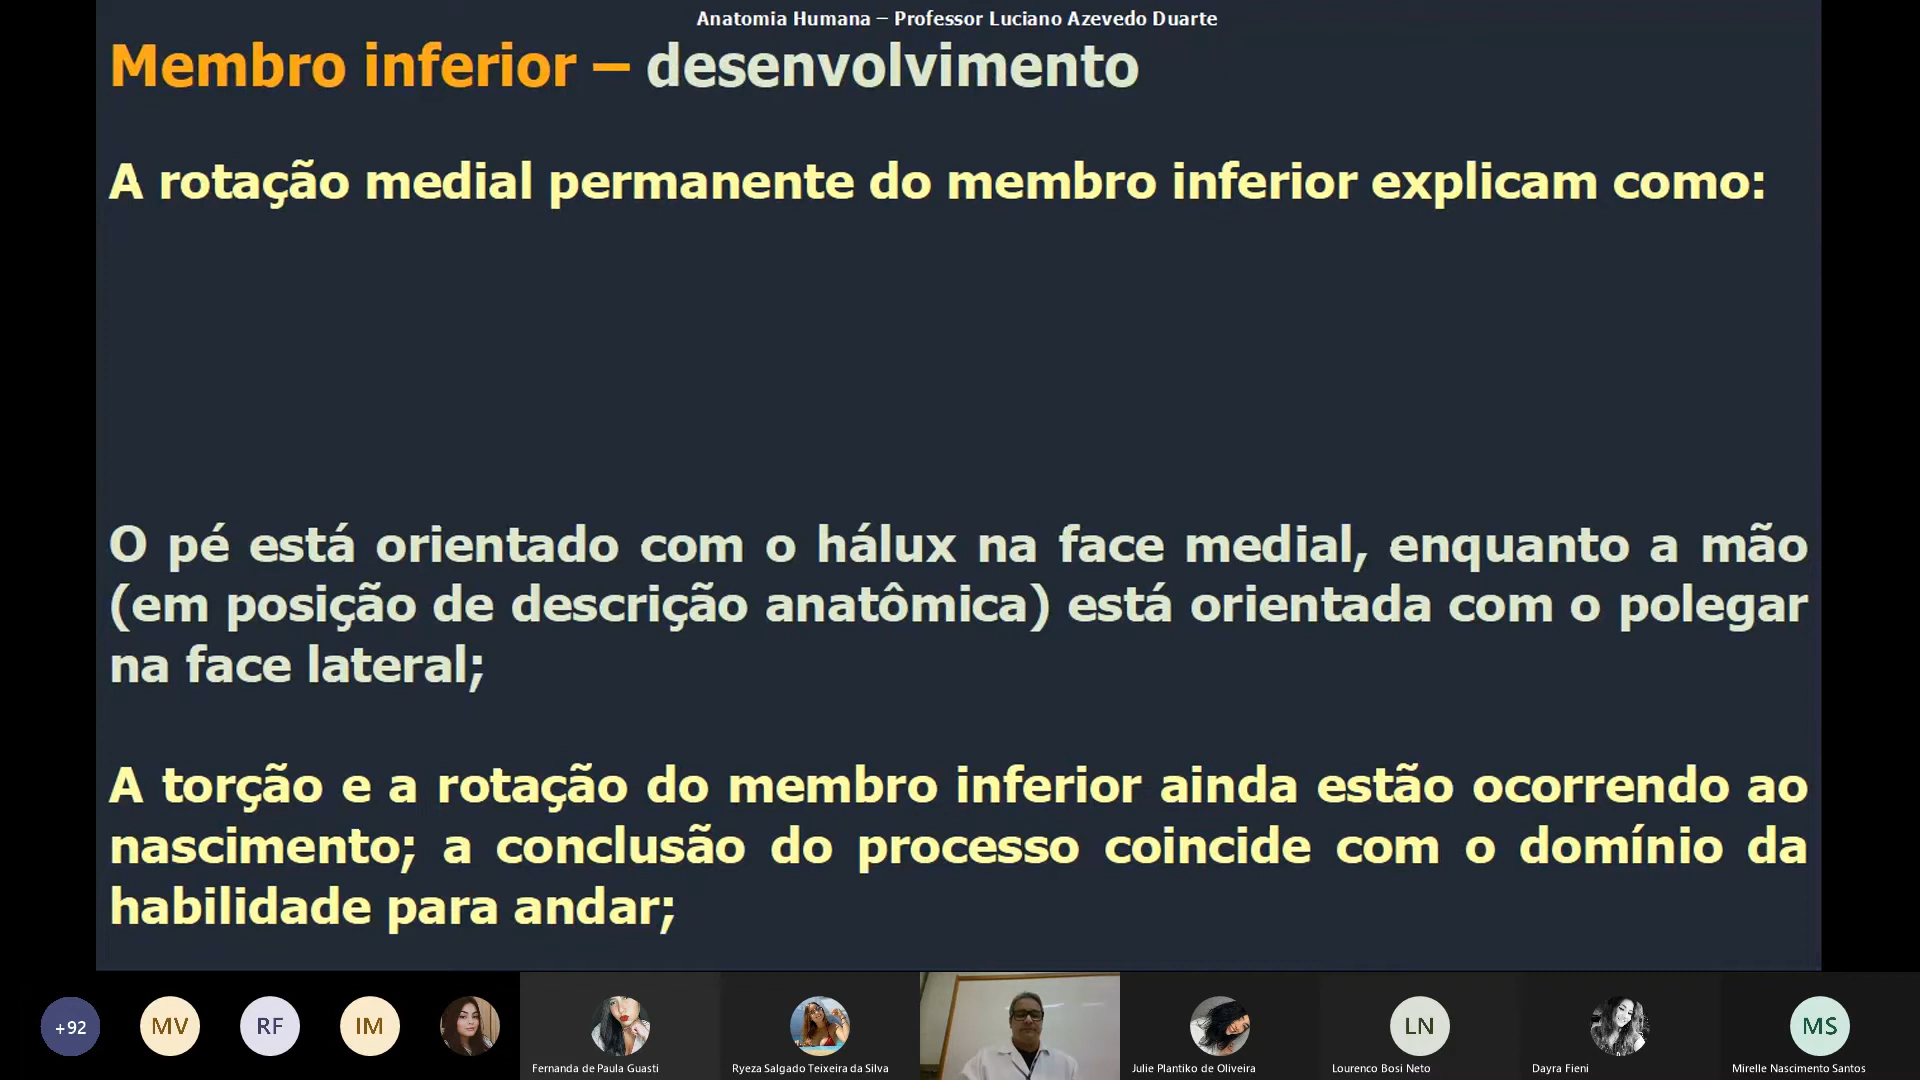 Anatomia Humana – Professor Luciano Azevedo Duarte
Membro inferior – desenvolvimento
A rotação medial permanente do membro inferior explicam como:
O pé está orientado com o hálux na face medial, enquanto a mão
(em posição de descrição anatômica) está orientada com o polegar
na face lateral;
A torção e a rotação do membro inferior ainda estão ocorrendo ao
nascimento; a conclusão do processo coincide com o domínio da
habilidade para andar;
+92
MV
RF
IM
LN
MS
Fernanda de Paula Guasti
Ryeza Salgado Teixeira da Silva
Julie Plantiko de Oliveira
Lourenco Bosi Neto
Dayra Fieni
Mirelle Nascimento Santos